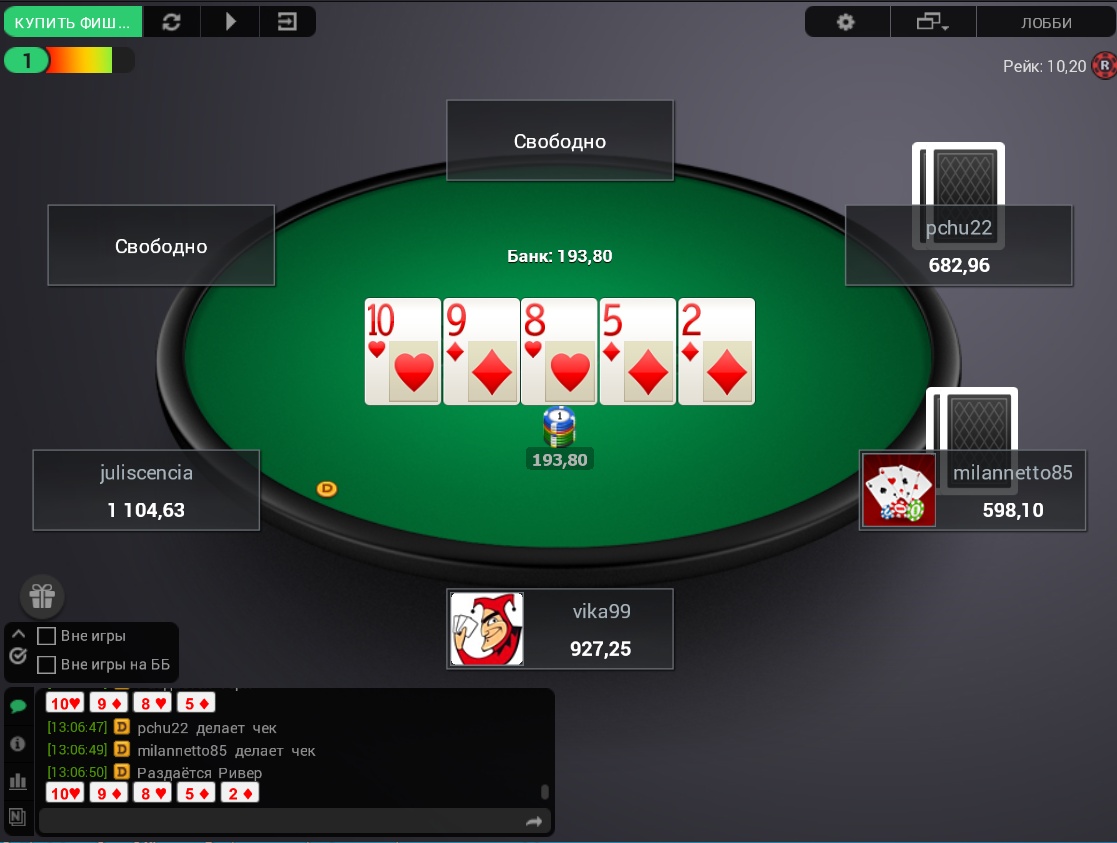 КУПИТЬ ФИШ...
ЛОББИ
1
Рейк: 10,20
R
Свободно
Свободно
pchu22
682,96
Банк: 193,80
10 9 8 5 2
1
193,80
juliscencia
1 104,63
D
milannetto85
598,10
vika99
927,25
Вне игры
Вне игры на ББ
10♥ 9♦ 8♥ 5♦
[13:06:47] D pchu22 делает чек
[13:06:49] D milannetto85 делает чек
[13:06:50] D Раздаётся Ривер
10♥ 9♦ 8♥ 5♦ 2♦
N